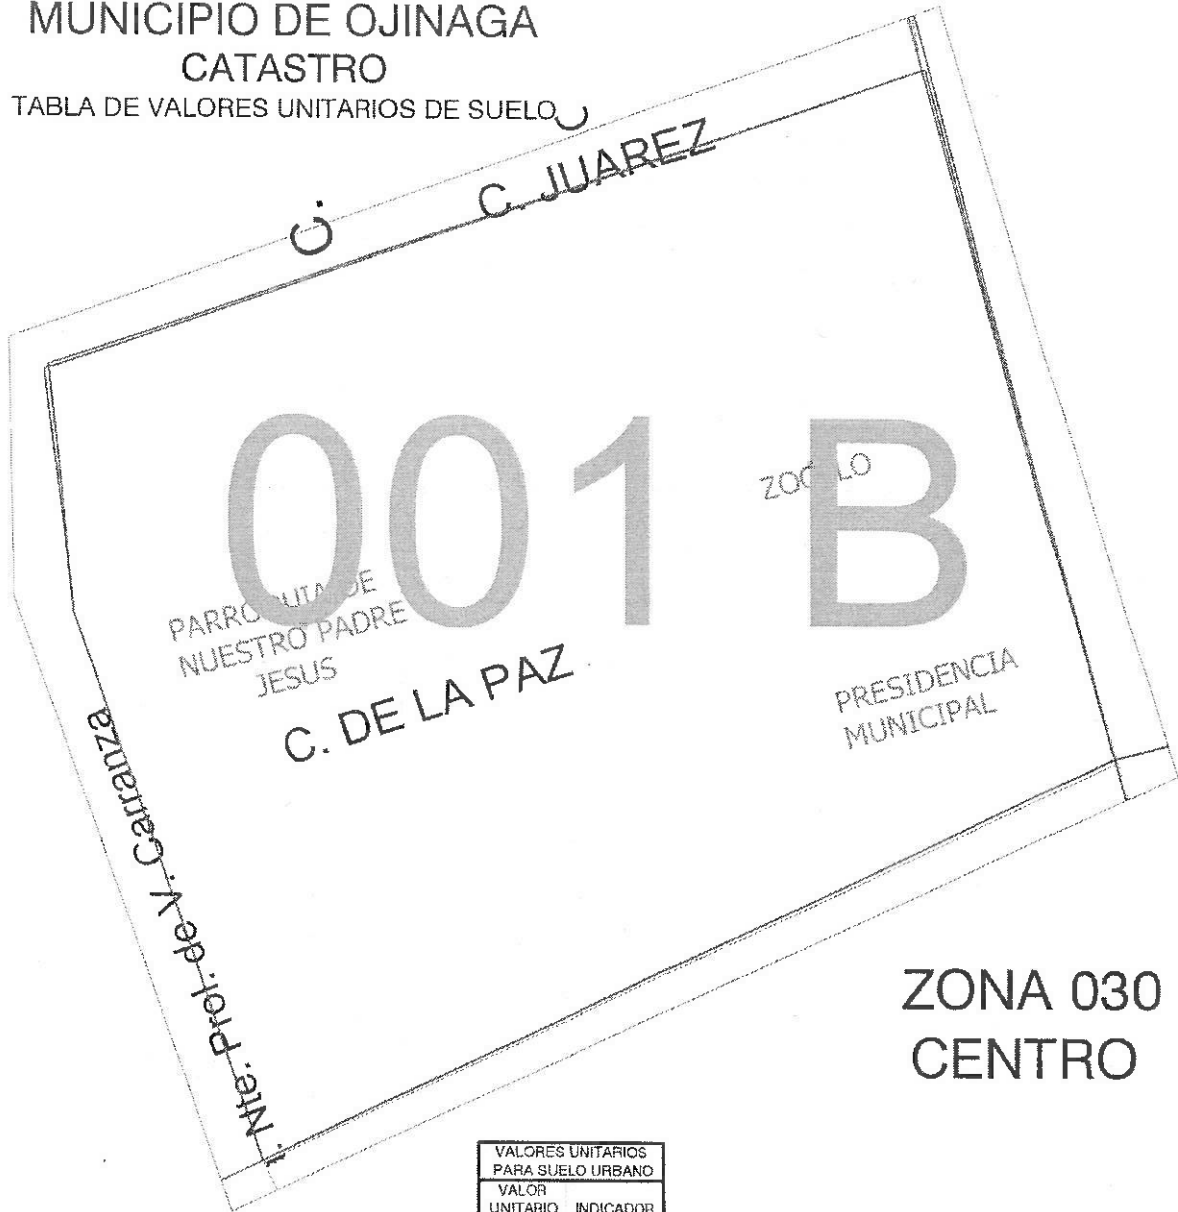 MUNICIPIO DE OJINAGA
CATASTRO
TABLA DE VALORES UNITARIOS DE SUELO
C
C.
C. JUAREZ
001 B
ZOCALO
PARROQUIA DE
NUESTRO PADRE
JESUS
C. DE LA PAZ
PRESIDENCIA
MUNICIPAL
. Nte. Prol. de V. Carranza
ZONA 030
CENTRO
VALORES UNITARIOS
PARA SUELO URBANO
VALOR
UNITARIO INDICADOR